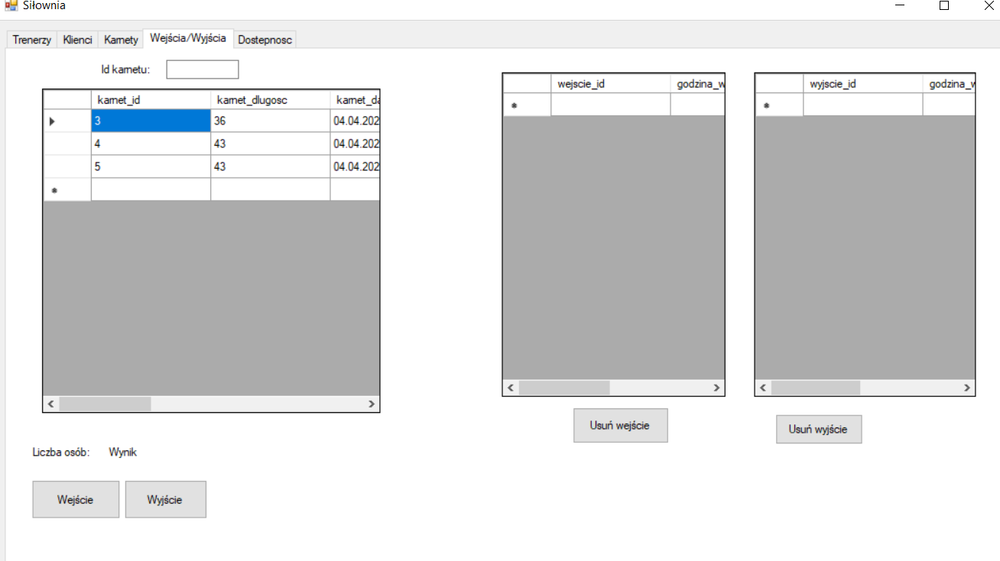 Siłownia
Trenerzy Klienci Karnety Wejścia/Wyjścia Dostepnosc
Id karnetu:
karnet_id karnet_dlugosc karnet_da
3 36 04.04.202
4 43 04.04.202
5 43 04.04.202
wejscie_id godzina_w
wyjscie_id godzina_w
Usuń wejście
Usuń wyjście
Liczba osób: Wynik
Wejście Wyjście